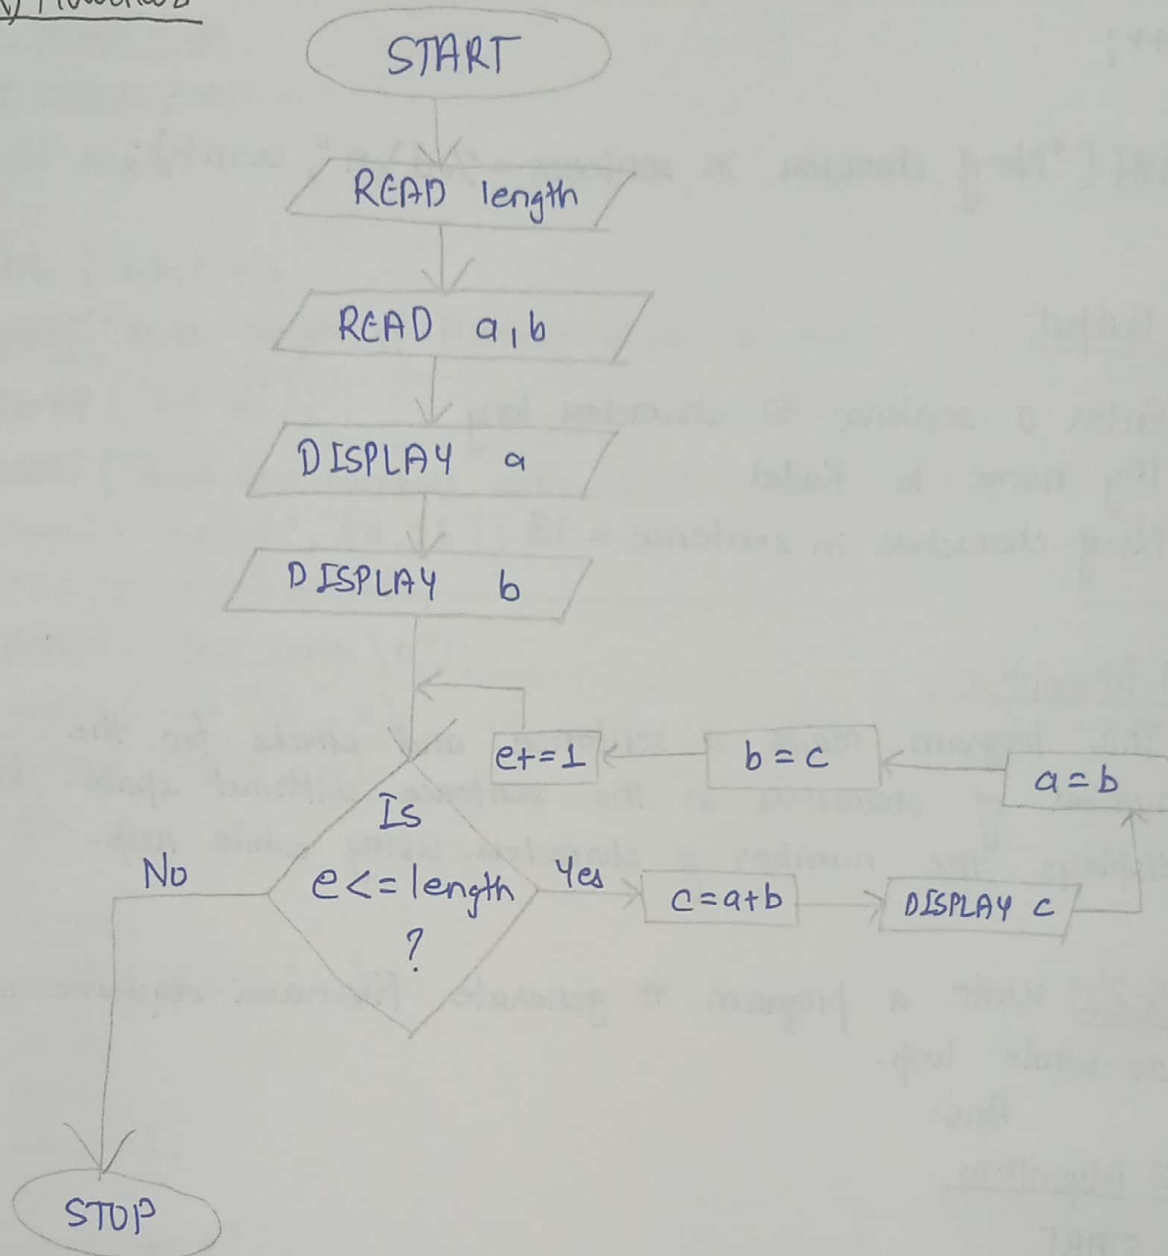 START
READ length
READ a,b
DISPLAY a
DISPLAY b
e+=1
b=c
a=b
Is
e<=length
?
No
Yes
c=a+b
DISPLAY c
STOP